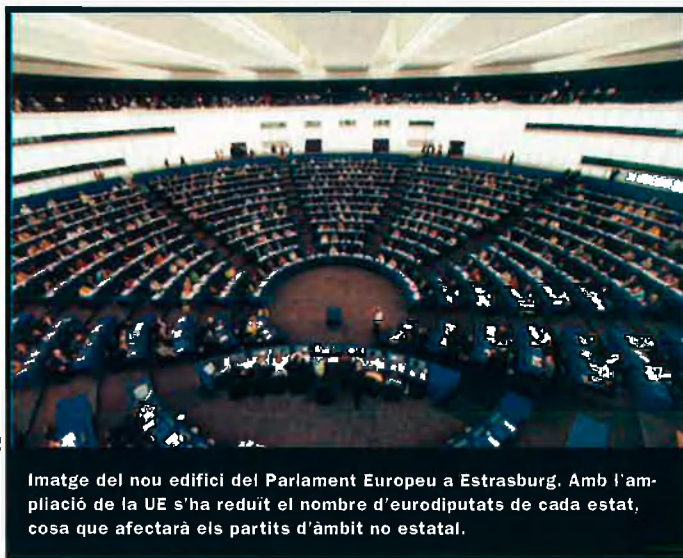 Imatge del nou edifici del Parlament Europeu a Estrasburg. Amb l'am-
pliació de la UE s'ha reduït el nombre d'eurodiputats de cada estat,
cosa que afectarà els partits d'àmbit no estatal.